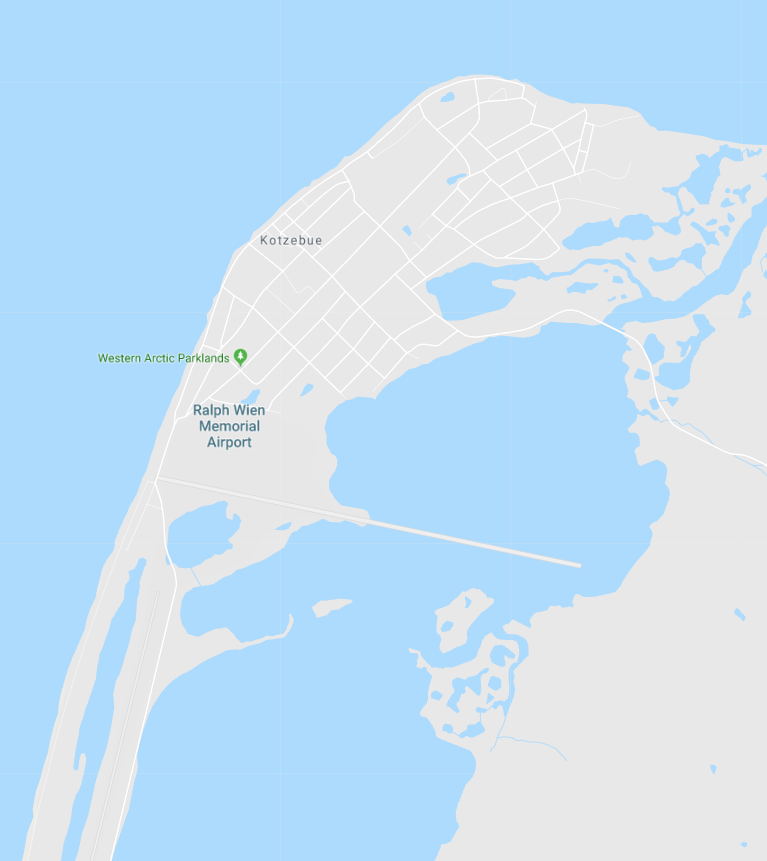 Kotzebue
Western Arctic Parklands
Ralph Wien
Memorial
Airport